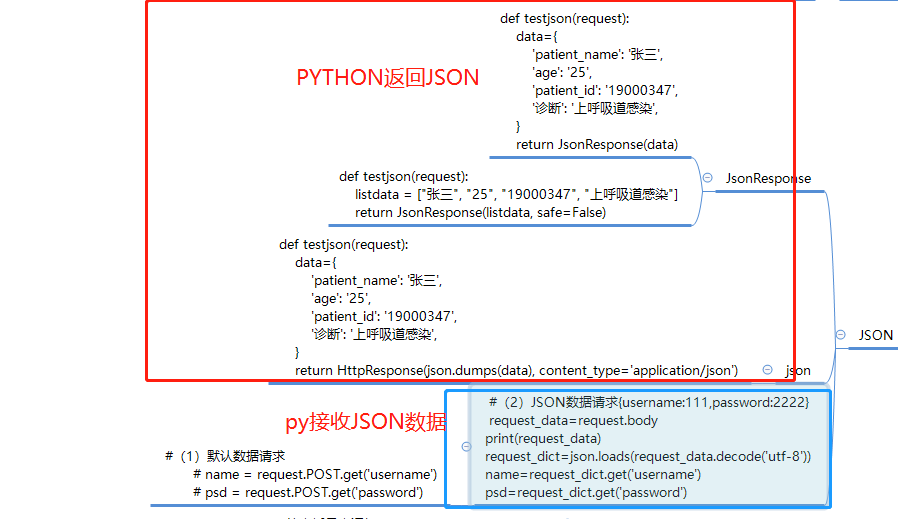 def testjson(request):
data={
'patient_name': '张三',
'age': '25',
'patient_id': '19000347',
'诊断': '上呼吸道感染',
}
return JsonResponse(data)
PYTHON返回JSON
def testjson(request):
listdata = ["张三", "25", "19000347", "上呼吸道感染"]
return JsonResponse(listdata, safe=False)
JsonResponse
def testjson(request):
data={
'patient_name': '张三',
'age': '25',
'patient_id': '19000347',
'诊断': '上呼吸道感染',
}
return HttpResponse(json.dumps(data), content_type='application/json')
json
JSON
py接收JSON数据
#（2）JSON数据请求{username:111,password:2222}
request_data=request.body
print(request_data)
request_dict=json.loads(request_data.decode('utf-8'))
name=request_dict.get('username')
psd=request_dict.get('password')
#（1）默认数据请求
# name = request.POST.get('username')
# psd = request.POST.get('password')